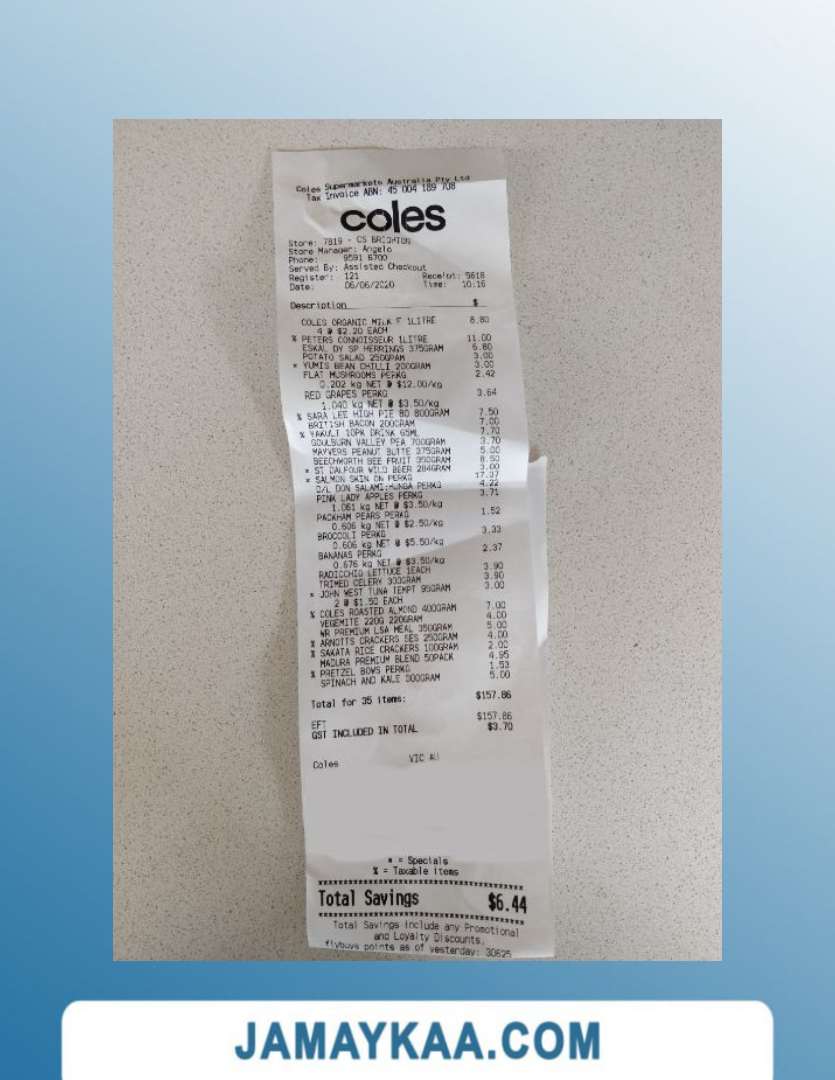 Coles Supermarkets Australia Pty Ltd
Tax Invoice ABN: 45 004 189 708
coles
Store: 7819 - CS BRIGHTON
Store Manager: Angelo
Phone: 9591 6700
Served By: Assisted Checkout
Register: 121 Receipt: 5618
Date: 06/06/2020 Time: 10:16
Description $
COLES ORGANIC MILK F 1LITRE 8.80
4 @ $2.20 EACH
% PETERS CONNOISSEUR 1LITRE 11.00
ESKAL DY SP HERRINGS 375GRAM 6.80
POTATO SALAD 250GRAM 3.00
* YUMIS BEAN CHILLI 200GRAM 3.00
FLAT MUSHROOMS PERKG 2.42
0.202 kg NET @ $12.00/kg
RED GRAPES PERKG 3.64
1.040 kg NET @ $3.50/kg
% SARA LEE HIGH PIE 800GRAM 7.50
BRITISH BACON 200GRAM 7.00
% YAKULT 10PK DRINK 65ML 7.70
GOULBURN VALLEY PEA 700GRAM 3.70
MAYVERS PEANUT BUTTE 375GRAM 5.00
BEECHWORTH BEE FRUIT 350GRAM 8.50
* ST DALFOUR WILD 284GRAM 3.00
* SALMON SKIN ON PERKG
D/L DON SALAMI PERKG 4.22
PINK LADY APPLES PERKG 3.71
1.061 kg NET @ $3.50/kg
PACKHAM PEARS PERKG 1.52
0.606 kg NET @ $2.50/kg
BROCCOLI PERKG 3.33
0.606 kg NET @ $5.50/kg
BANANAS PERKG 2.37
0.676 kg NET @ $3.50/kg
RADICCHIO LETTUCE 1EACH 3.90
TRIMED CELERY 300GRAM 3.90
* JOHN WEST TUNA TEMPT 95GRAM 3.00
2 @ $1.50 EACH
% COLES ROASTED ALMOND 400GRAM 7.00
VEGEMITE 220G 220GRAM 4.00
WR PREMIUM LSA MEAL 350GRAM 5.00
% ARNOTTS CRACKERS SES 250GRAM 4.00
% SAKATA RICE CRACKERS 100GRAM 2.00
MADURA PREMIUM BLEND 50PACK 4.95
% PRETZEL BOWS PERKG 1.53
SPINACH AND KALE 300GRAM 5.00
Total for 35 items: $157.86
EFT $157.86
GST INCLUDED IN TOTAL $3.70
Coles VIC AU
* = Specials
% = Taxable items
Total Savings $6.44
Total Savings include any Promotional
and Loyalty Discounts.
flybuys points as of yesterday: 30625
JAMAYKAA.COM